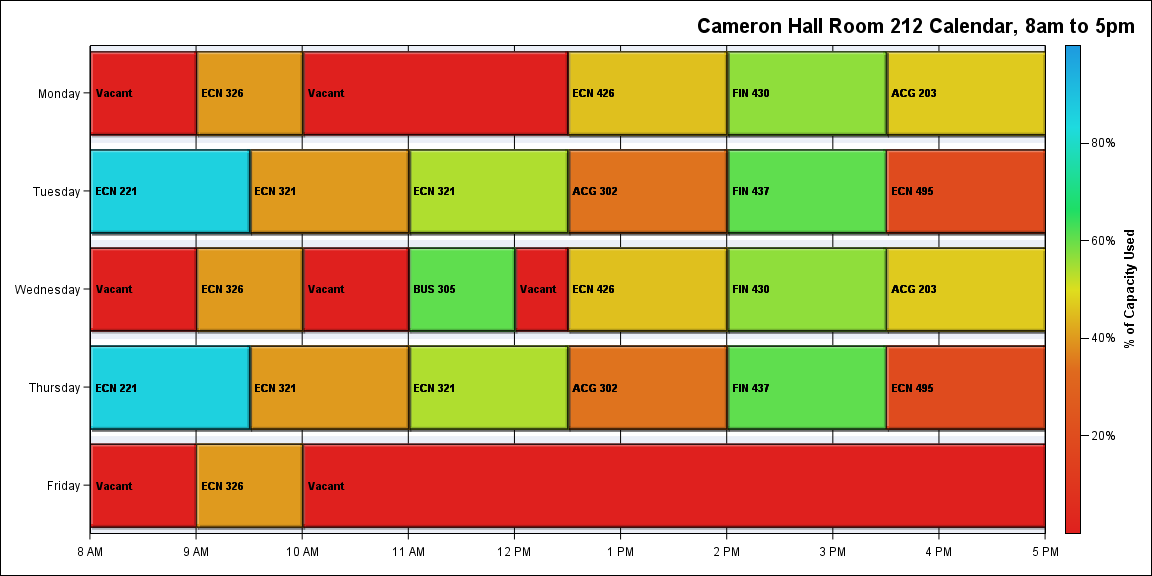 Cameron Hall Room 212 Calendar, 8am to 5pm
Monday
Vacant
ECN 326
Vacant
ECN 426
FIN 430
ACG 203
Tuesday
ECN 221
ECN 321
ECN 321
ACG 302
FIN 437
ECN 495
Wednesday
Vacant
ECN 326
Vacant
BUS 305
Vacant
ECN 426
FIN 430
ACG 203
Thursday
ECN 221
ECN 321
ECN 321
ACG 302
FIN 437
ECN 495
Friday
Vacant
ECN 326
Vacant
8 AM
9 AM
10 AM
11 AM
12 PM
1 PM
2 PM
3 PM
4 PM
5 PM
80%
60%
40%
20%
% of Capacity Used